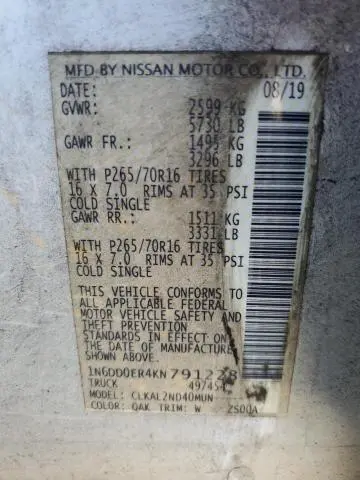 MFD BY NISSAN MOTOR CO., LTD.
DATE: 08/19
GVWR: 2599 KG
5730 LB
GAWR FR.: 1495 KG
3296 LB
WITH P265/70R16 TIRES
16 X 7.0 RIMS AT 35 PSI
COLD SINGLE
GAWR RR.: 1511 KG
3331 LB
WITH P265/70R16 TIRES
16 X 7.0 RIMS AT 35 PSI
COLD SINGLE
THIS VEHICLE CONFORMS TO
ALL APPLICABLE FEDERAL
MOTOR VEHICLE SAFETY AND
THEFT PREVENTION
STANDARDS IN EFFECT
ON THE DATE OF MANUFACTURE
SHOWN ABOVE.
1N6DD0ER4KN791228
TRUCK 49745
MODEL: CLKAL2ND40MUN
COLOR: QAK TRIM: W